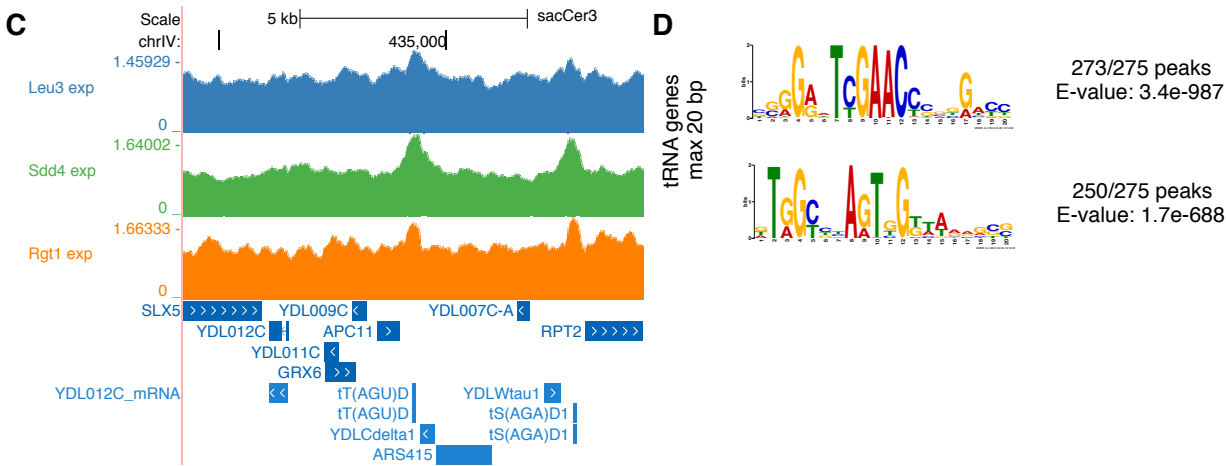 C
Scale 5 kb sacCer3
chrIV: 435,000
1.45929 -
Leu3 exp
0 _
1.64002 -
Sdd4 exp
0 _
1.66333 -
Rgt1 exp
0 _
SLX5 YDL009C YDL007C-A
YDL012C APC11 RPT2
YDL011C
GRX6
YDL012C_mRNA tT(AGU)D YDLWtau1
tT(AGU)D tS(AGA)D1
YDLCdelta1 tS(AGA)D1
ARS415
D
tRNA genes
max 20 bp
273/275 peaks
E-value: 3.4e-987
250/275 peaks
E-value: 1.7e-688